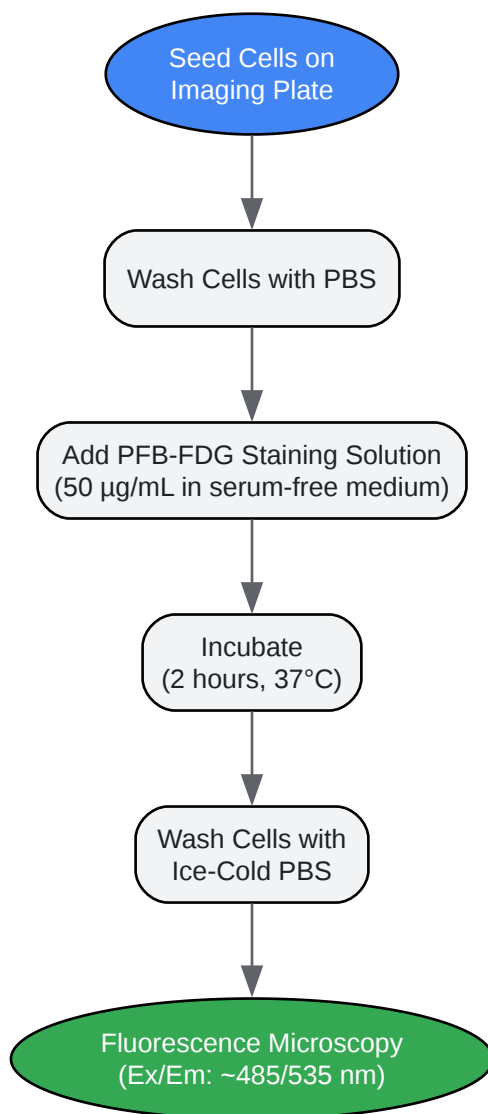 Seed Cells on
Imaging Plate
Wash Cells with PBS
Add PFB-FDG Staining Solution
(50 µg/mL in serum-free medium)
Incubate
(2 hours, 37°C)
Wash Cells with
Ice-Cold PBS
Fluorescence Microscopy
(Ex/Em: ~485/535 nm)